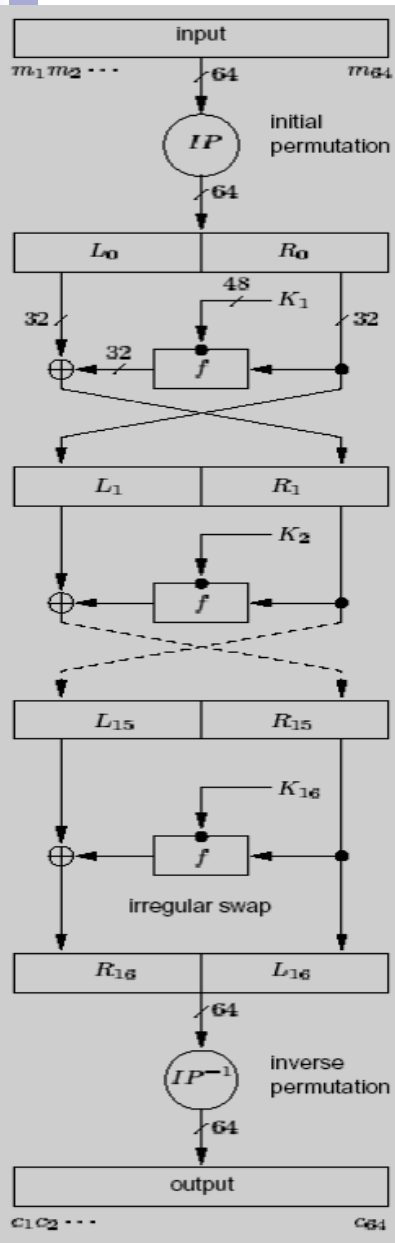 input
m₁m₂ ··· 64 m₆₄
IP initial
permutation
64
L₀ R₀
48 K₁
32 32 32
f
L₁ R₁
K₂
f
L₁₅ R₁₅
K₁₆
f
irregular swap
R₁₆ L₁₆
64
IP⁻¹ inverse
permutation
64
output
c₁c₂ ··· c₆₄